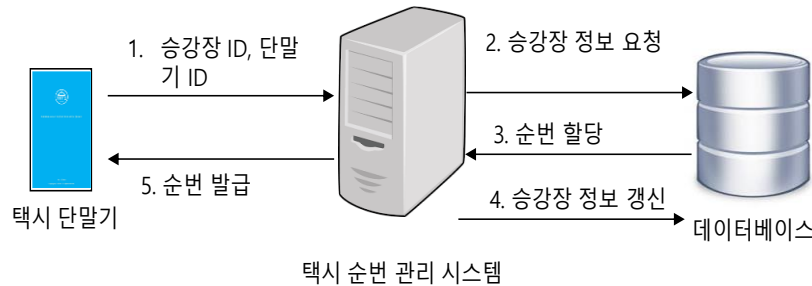 1. 승강장 ID, 단말
기 ID
2. 승강장 정보 요청
3. 순번 할당
5. 순번 발급
4. 승강장 정보 갱신
택시 단말기
데이터베이스
택시 순번 관리 시스템